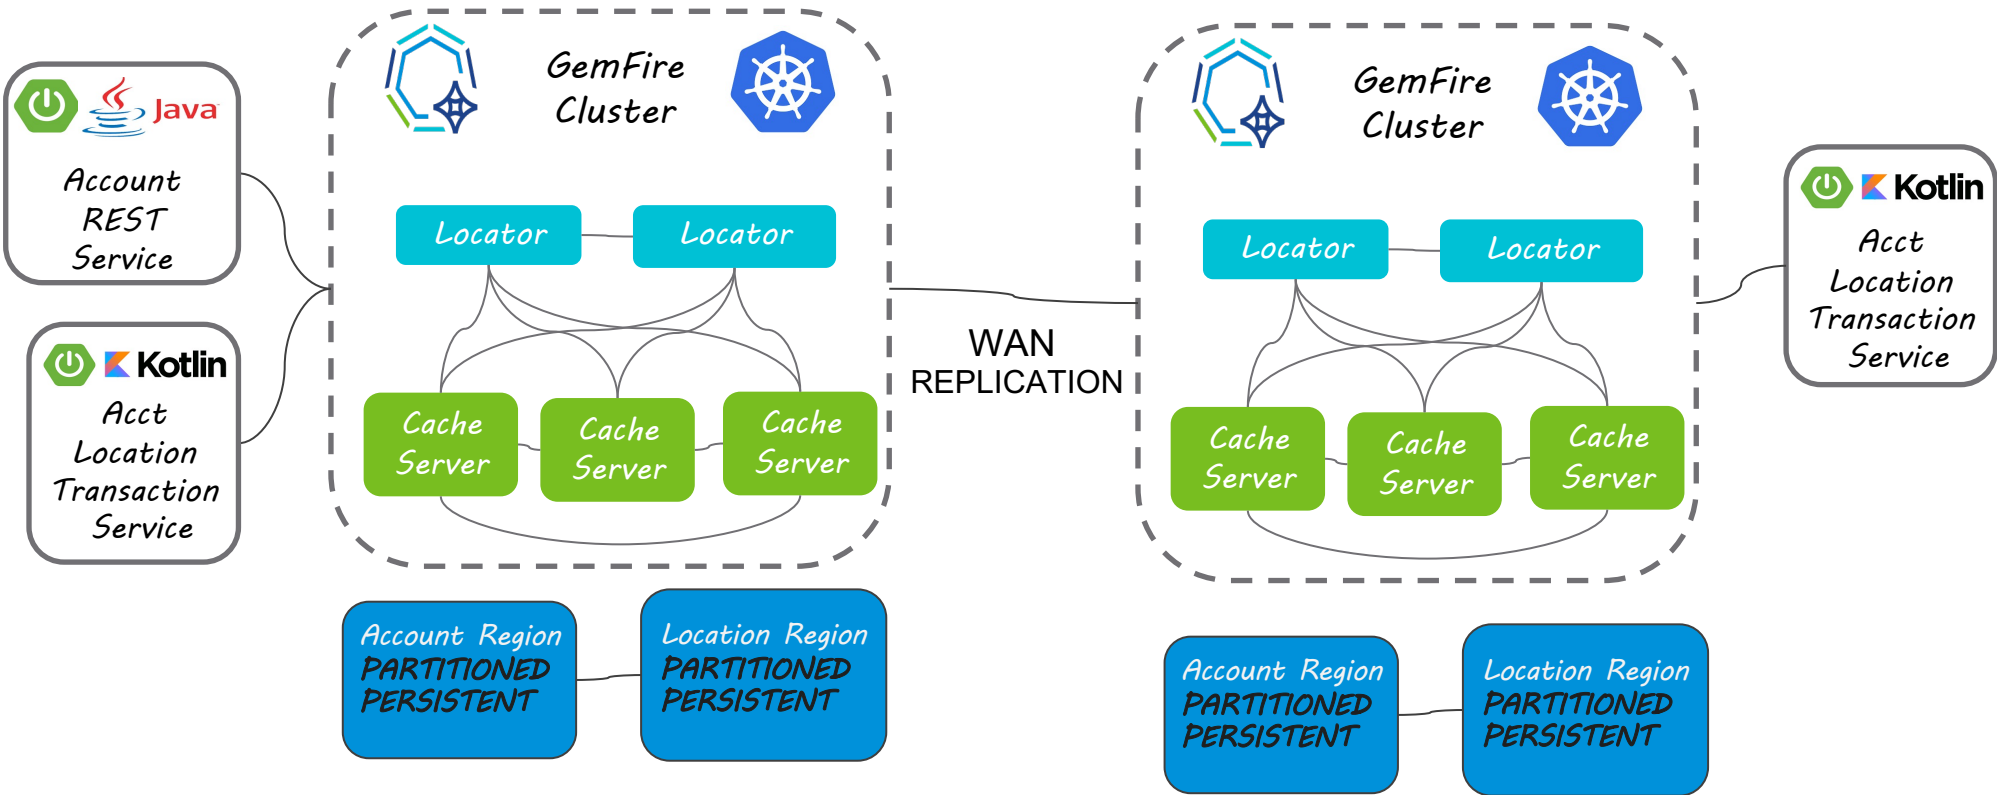 Java
Account
REST
Service
Kotlin
Acct
Location
Transaction
Service
GemFire
Cluster
Locator
Locator
Cache
Server
Cache
Server
Cache
Server
Account Region
PARTITIONED
PERSISTENT
Location Region
PARTITIONED
PERSISTENT
WAN
REPLICATION
GemFire
Cluster
Locator
Locator
Cache
Server
Cache
Server
Cache
Server
Account Region
PARTITIONED
PERSISTENT
Location Region
PARTITIONED
PERSISTENT
Kotlin
Acct
Location
Transaction
Service